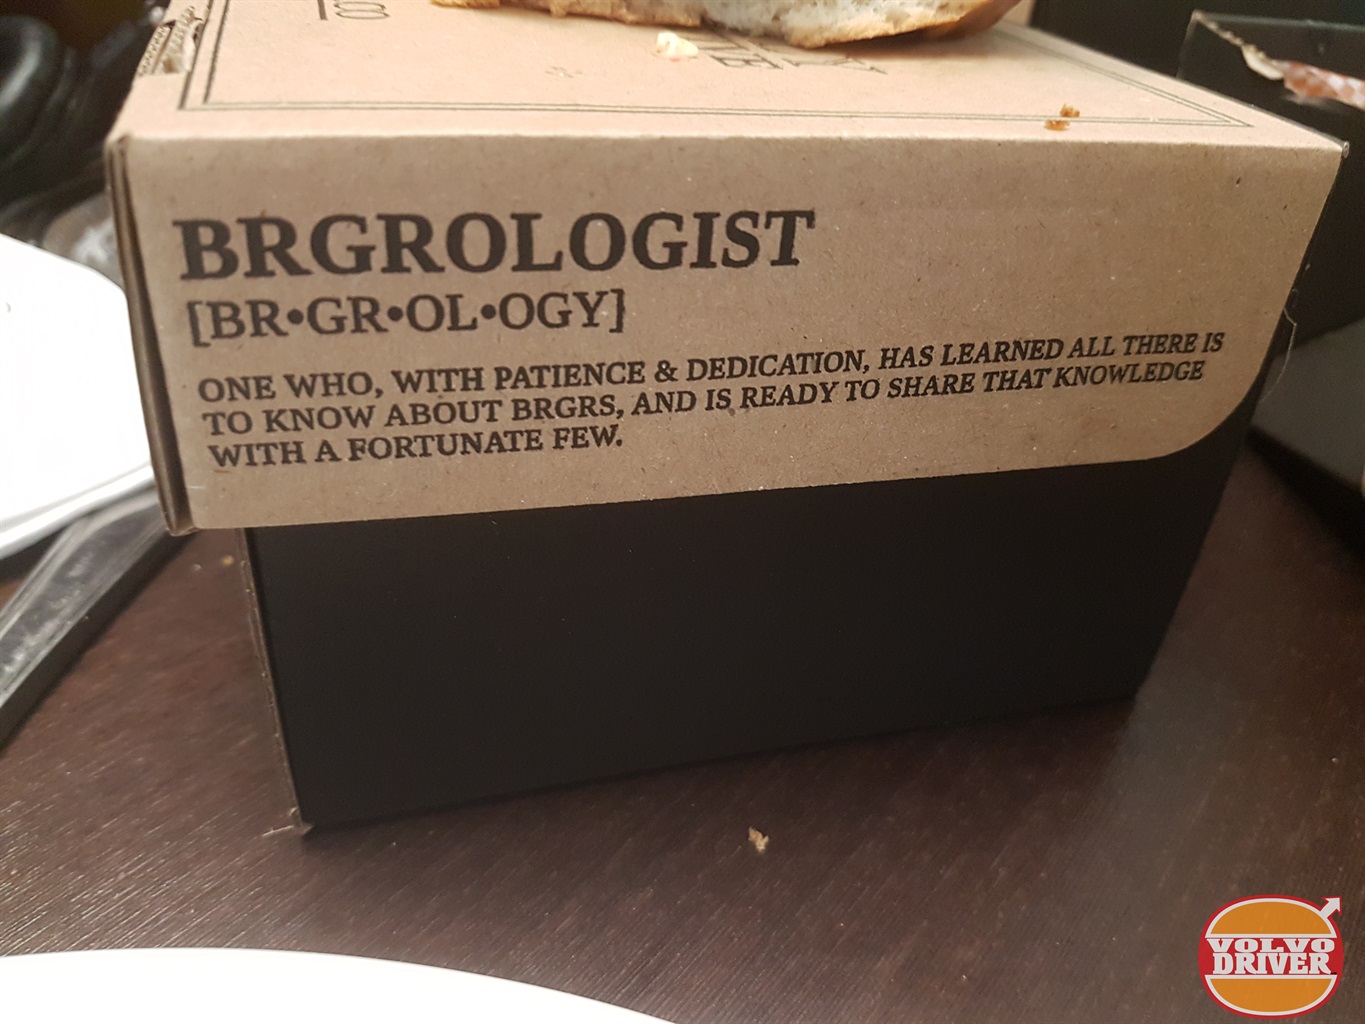 BRGROLOGIST
[BR•GR•OL•OGY]
ONE WHO, WITH PATIENCE & DEDICATION, HAS LEARNED ALL THERE IS
TO KNOW ABOUT BRGRS, AND IS READY TO SHARE THAT KNOWLEDGE
WITH A FORTUNATE FEW.
VOLVO
DRIVER